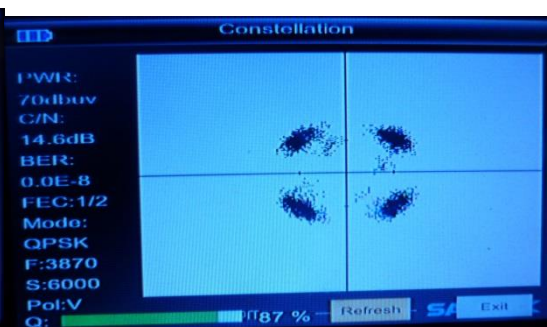 Constellation
PWR:
70dbuv
C/N:
14.6dB
BER:
0.0E-8
FEC:1/2
Mode:
QPSK
F:3870
S:6000
Pol:V
Q:
87 %
Refresh
Exit